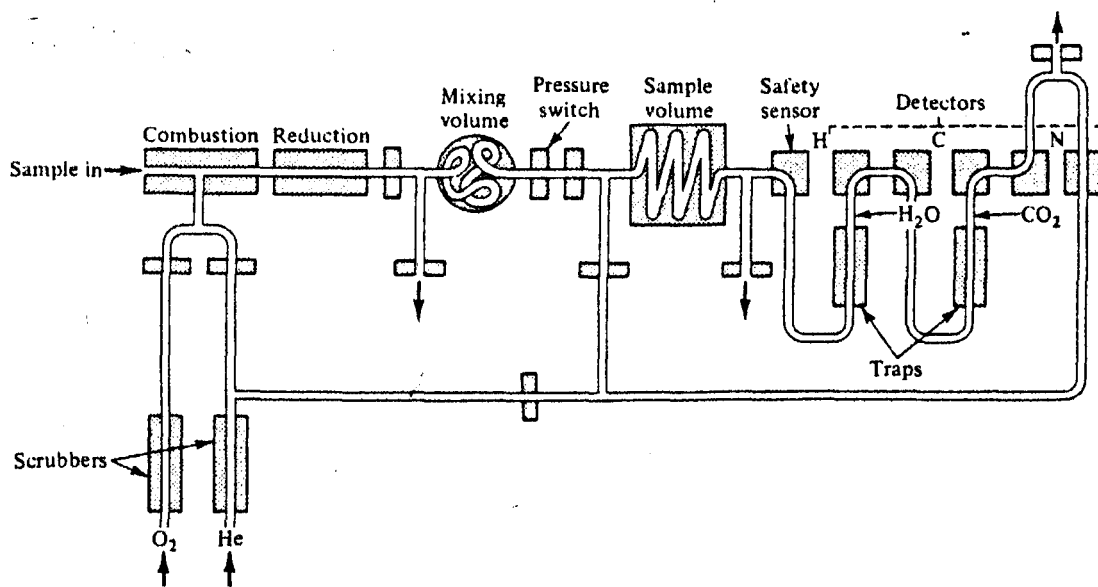 Pressure
switch
Sample
volume
Safety
sensor
Detectors
Mixing
volume
Combustion
Reduction
H
C
N
Sample in
H₂O
CO₂
Traps
Scrubbers
O₂
He